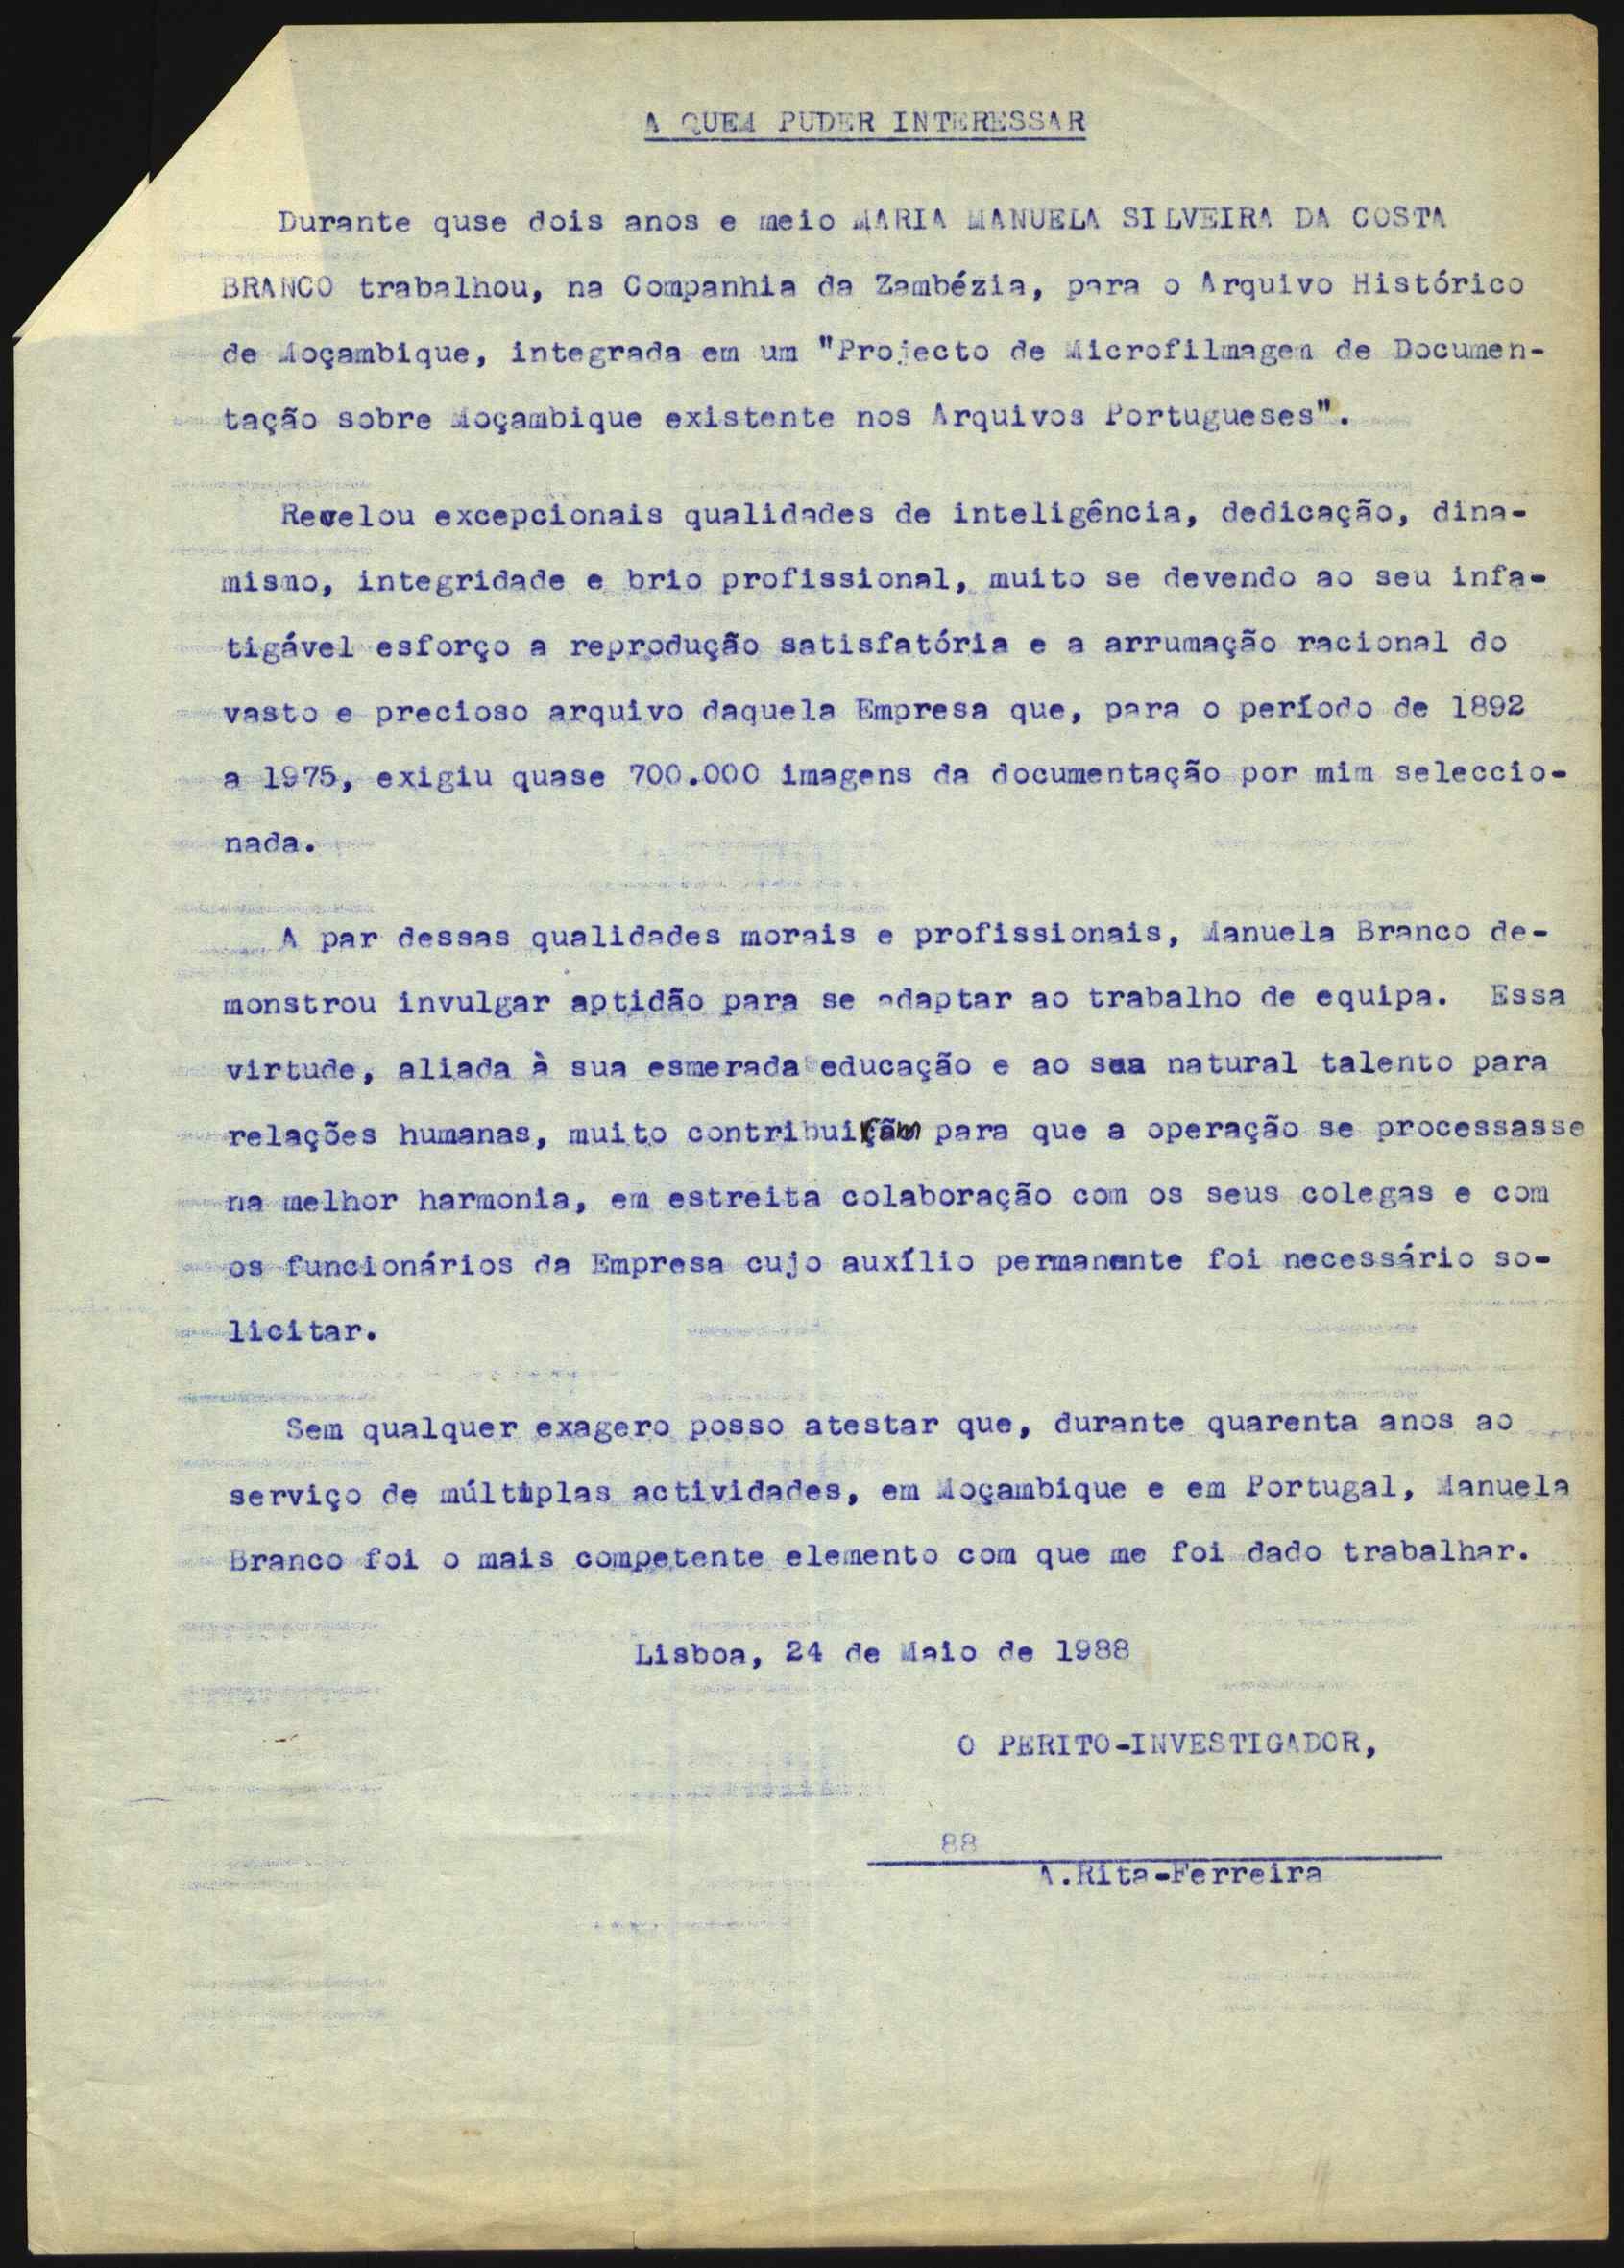 A QUEM PUDER INTERESSAR
Durante quse dois anos e meio MARIA MANUELA SILVEIRA DA COSTA
BRANCO trabalhou, na Companhia da Zambézia, para o Arquivo Histórico
de Moçambique, integrada em um "Projecto de Microfilmagem de Documen-
tação sobre Moçambique existente nos Arquivos Portugueses".
Revelou excepcionais qualidades de inteligência, dedicação, dina-
mismo, integridade e brio profissional, muito se devendo ao seu infa-
tigável esforço a reprodução satisfatória e a arrumação racional do
vasto e precioso arquivo daquela Empresa que, para o período de 1892
a 1975, exigiu quase 700.000 imagens da documentação por mim seleccio-
nada.
A par dessas qualidades morais e profissionais, Manuela Branco de-
monstrou invulgar aptidão para se adaptar ao trabalho de equipa. Essa
virtude, aliada à sua esmerada educação e ao seu natural talento para
relações humanas, muito para que a operação se processasse
na melhor harmonia, em estreita colaboração com os seus colegas e com
os funcionários da Empresa cujo auxílio permanente foi necessário so-
licitar.
Sem qualquer exagero posso atestar que, durante quarenta anos ao
serviço de múltiplas actividades, em Moçambique e em Portugal, Manuela
Branco foi o mais competente elemento com que me foi dado trabalhar.
Lisboa, 24 de Maio de 1988
O PERITO-INVESTIGADOR,
88
A.Rita-Ferreira